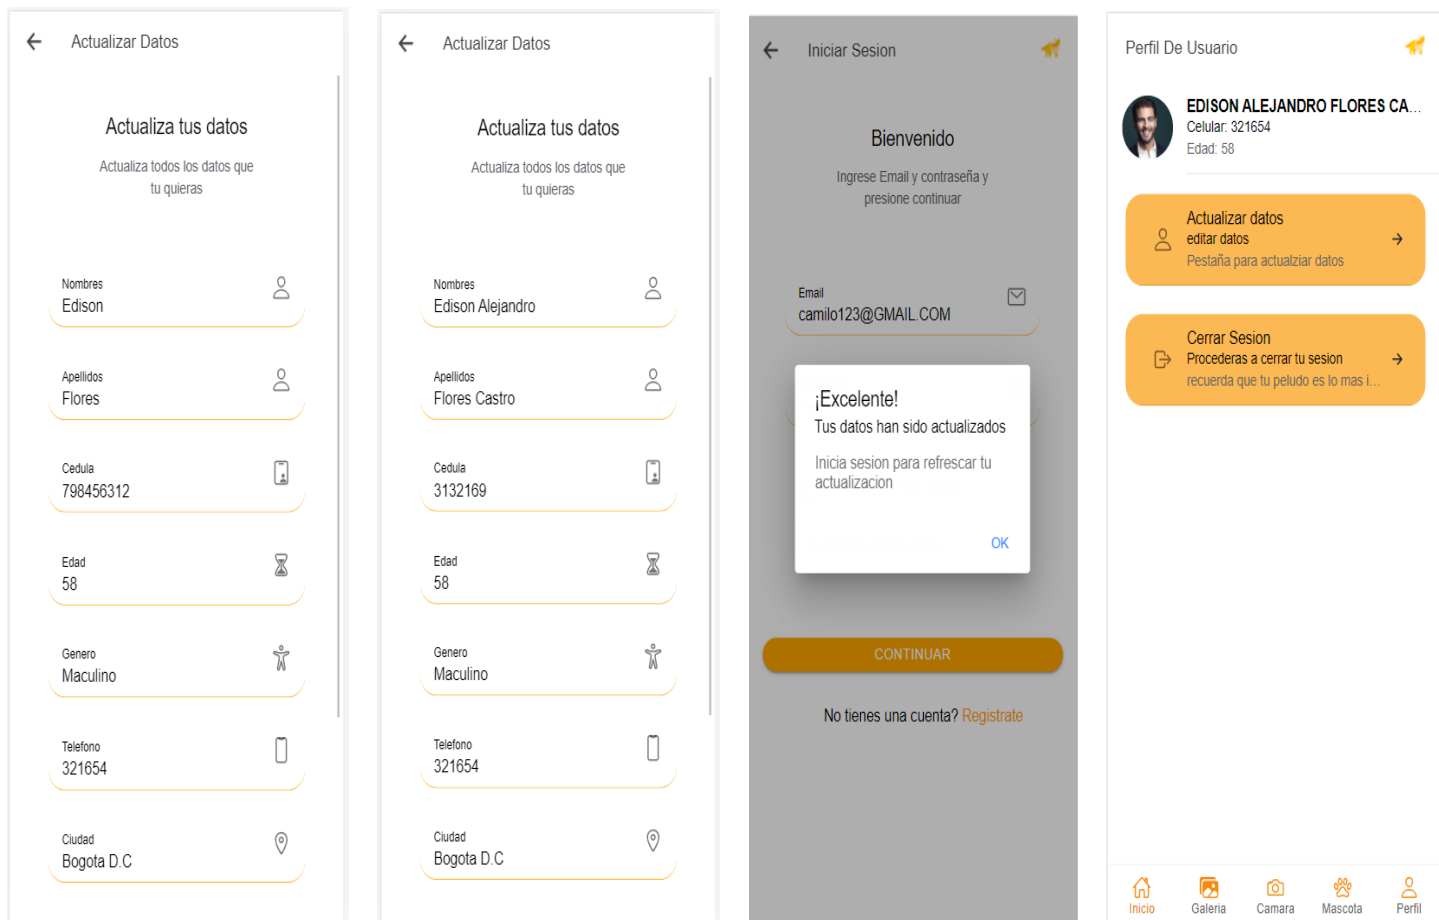 Actualizar Datos
Actualiza tus datos
Actualiza todos los datos que
tu quieras
Nombres
Edison
Apellidos
Flores
Cedula
798456312
Edad
58
Genero
Maculino
Telefono
321654
Ciudad
Bogota D.C
Actualizar Datos
Actualiza tus datos
Actualiza todos los datos que
tu quieras
Nombres
Edison Alejandro
Apellidos
Flores Castro
Cedula
3132169
Edad
58
Genero
Maculino
Telefono
321654
Ciudad
Bogota D.C
Iniciar Sesion
Bienvenido
Ingrese Email y contraseña y
presione continuar
Email
camilo123@GMAIL.COM
¡Excelente!
Tus datos han sido actualizados
Inicia sesion para refrescar tu
actualizacion
OK
CONTINUAR
No tienes una cuenta? Registrate
Perfil De Usuario
EDISON ALEJANDRO FLORES CA...
Celular: 321654
Edad: 58
Actualizar datos
editar datos
Pestaña para actualziar datos
Cerrar Sesion
Procederas a cerrar tu sesion
recuerda que tu peludo es lo mas i...
Inicio
Galeria
Camara
Mascota
Perfil